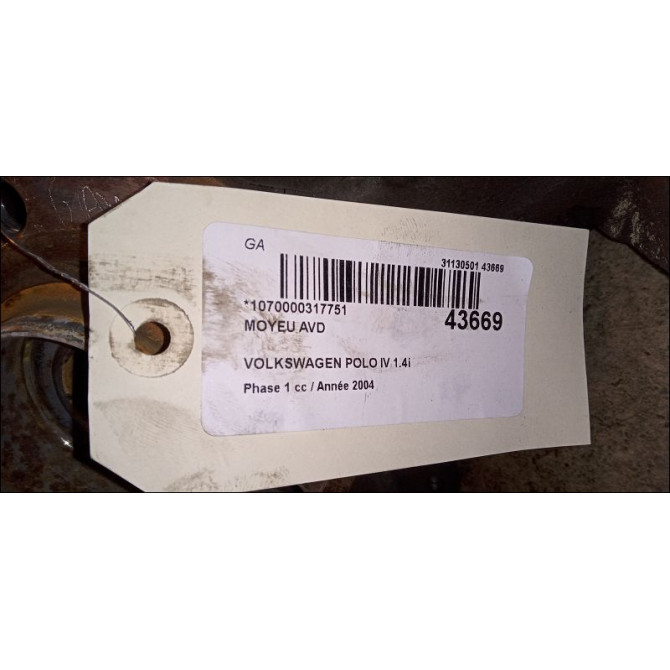 GA
31130501 43669
*1070000317751
43669
MOYEU AVD
VOLKSWAGEN POLO IV 1.4i
Phase 1 cc / Année 2004